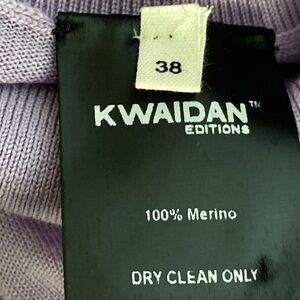 38
KWAIDAN™
EDITIONS
100% Merino
DRY CLEAN ONLY